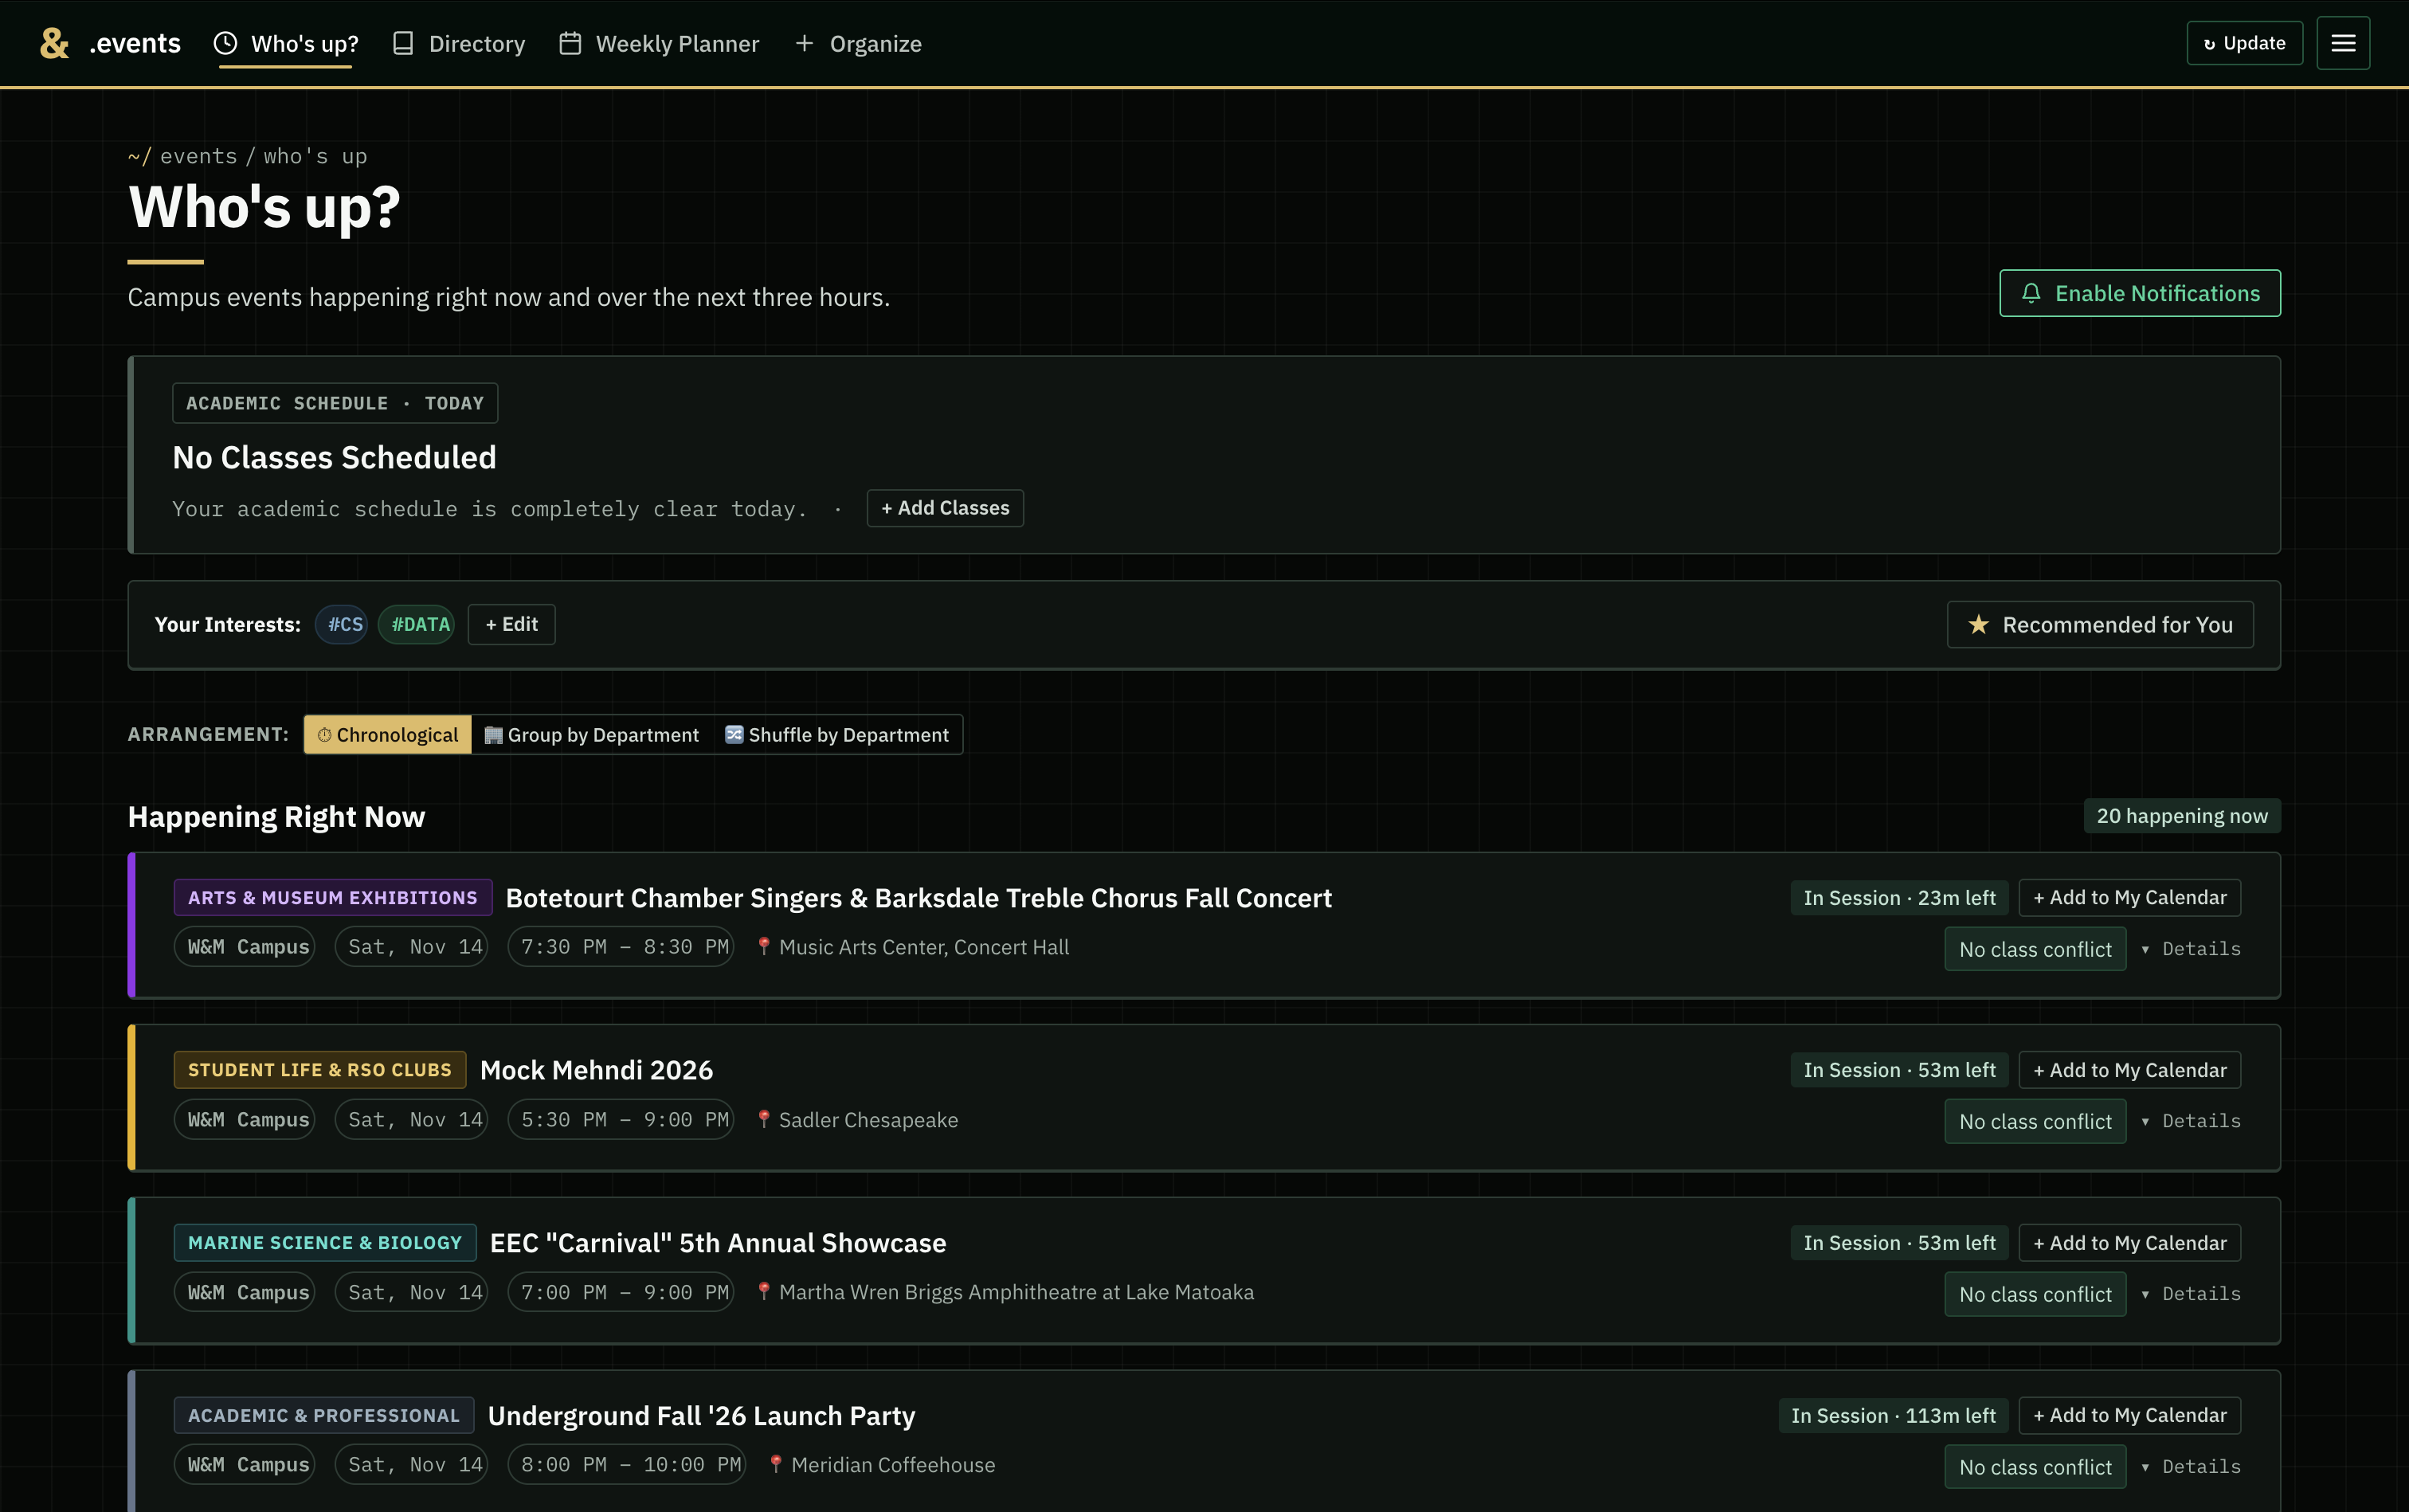 & .events Who's up? Directory Weekly Planner + Organize ↻ Update
~/ events / who's up
Who's up?
Campus events happening right now and over the next three hours.
Enable Notifications
ACADEMIC SCHEDULE · TODAY
No Classes Scheduled
Your academic schedule is completely clear today. · + Add Classes
Your Interests: #CS #DATA + Edit ★ Recommended for You
ARRANGEMENT: Chronological Group by Department Shuffle by Department
Happening Right Now 20 happening now
ARTS & MUSEUM EXHIBITIONS Botetourt Chamber Singers & Barksdale Treble Chorus Fall Concert In Session · 23m left + Add to My Calendar
W&M Campus Sat, Nov 14 7:30 PM – 8:30 PM Music Arts Center, Concert Hall No class conflict ▾ Details
STUDENT LIFE & RSO CLUBS Mock Mehndi 2026 In Session · 53m left + Add to My Calendar
W&M Campus Sat, Nov 14 5:30 PM – 9:00 PM Sadler Chesapeake No class conflict ▾ Details
MARINE SCIENCE & BIOLOGY EEC "Carnival" 5th Annual Showcase In Session · 53m left + Add to My Calendar
W&M Campus Sat, Nov 14 7:00 PM – 9:00 PM Martha Wren Briggs Amphitheatre at Lake Matoaka No class conflict ▾ Details
ACADEMIC & PROFESSIONAL Underground Fall '26 Launch Party In Session · 113m left + Add to My Calendar
W&M Campus Sat, Nov 14 8:00 PM – 10:00 PM Meridian Coffeehouse No class conflict ▾ Details